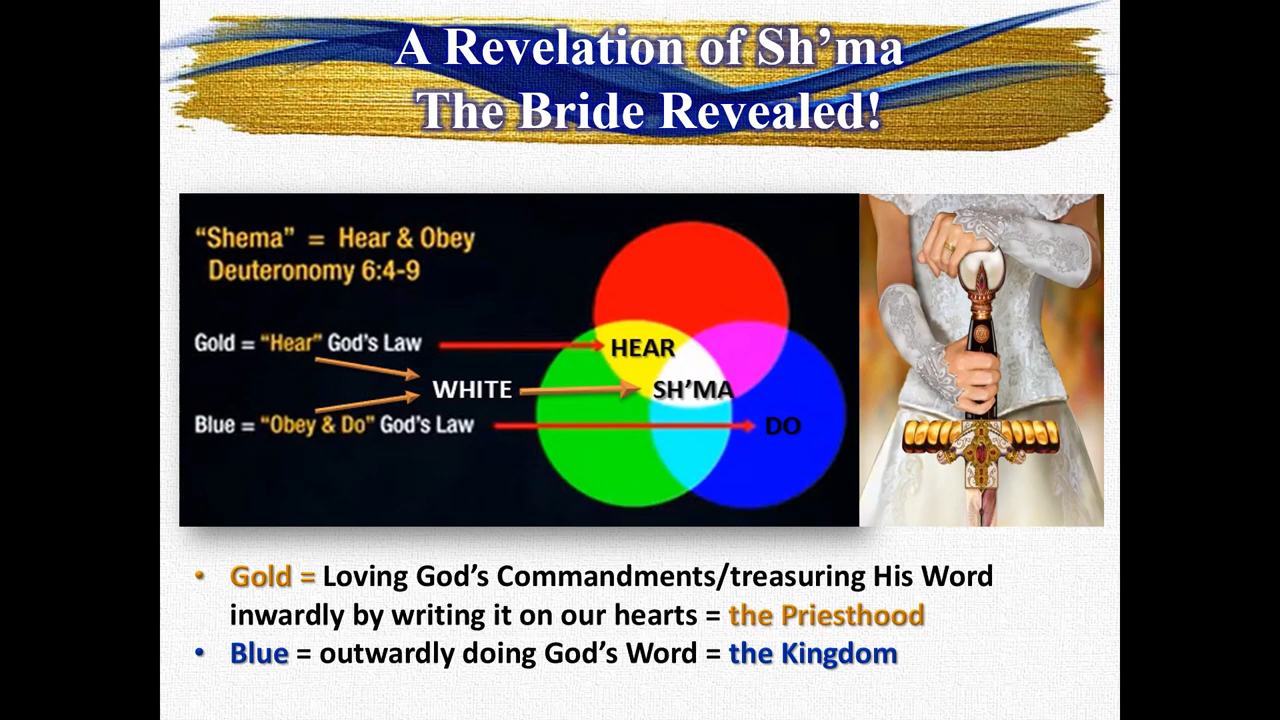 A Revelation of Sh’ma
The Bride Revealed!
“Shema” = Hear & Obey
Deuteronomy 6:4-9
Gold = “Hear” God’s Law
HEAR
WHITE
SH’MA
Blue = “Obey & Do” God’s Law
DO
• Gold = Loving God’s Commandments/treasuring His Word
inwardly by writing it on our hearts = the Priesthood
• Blue = outwardly doing God’s Word = the Kingdom